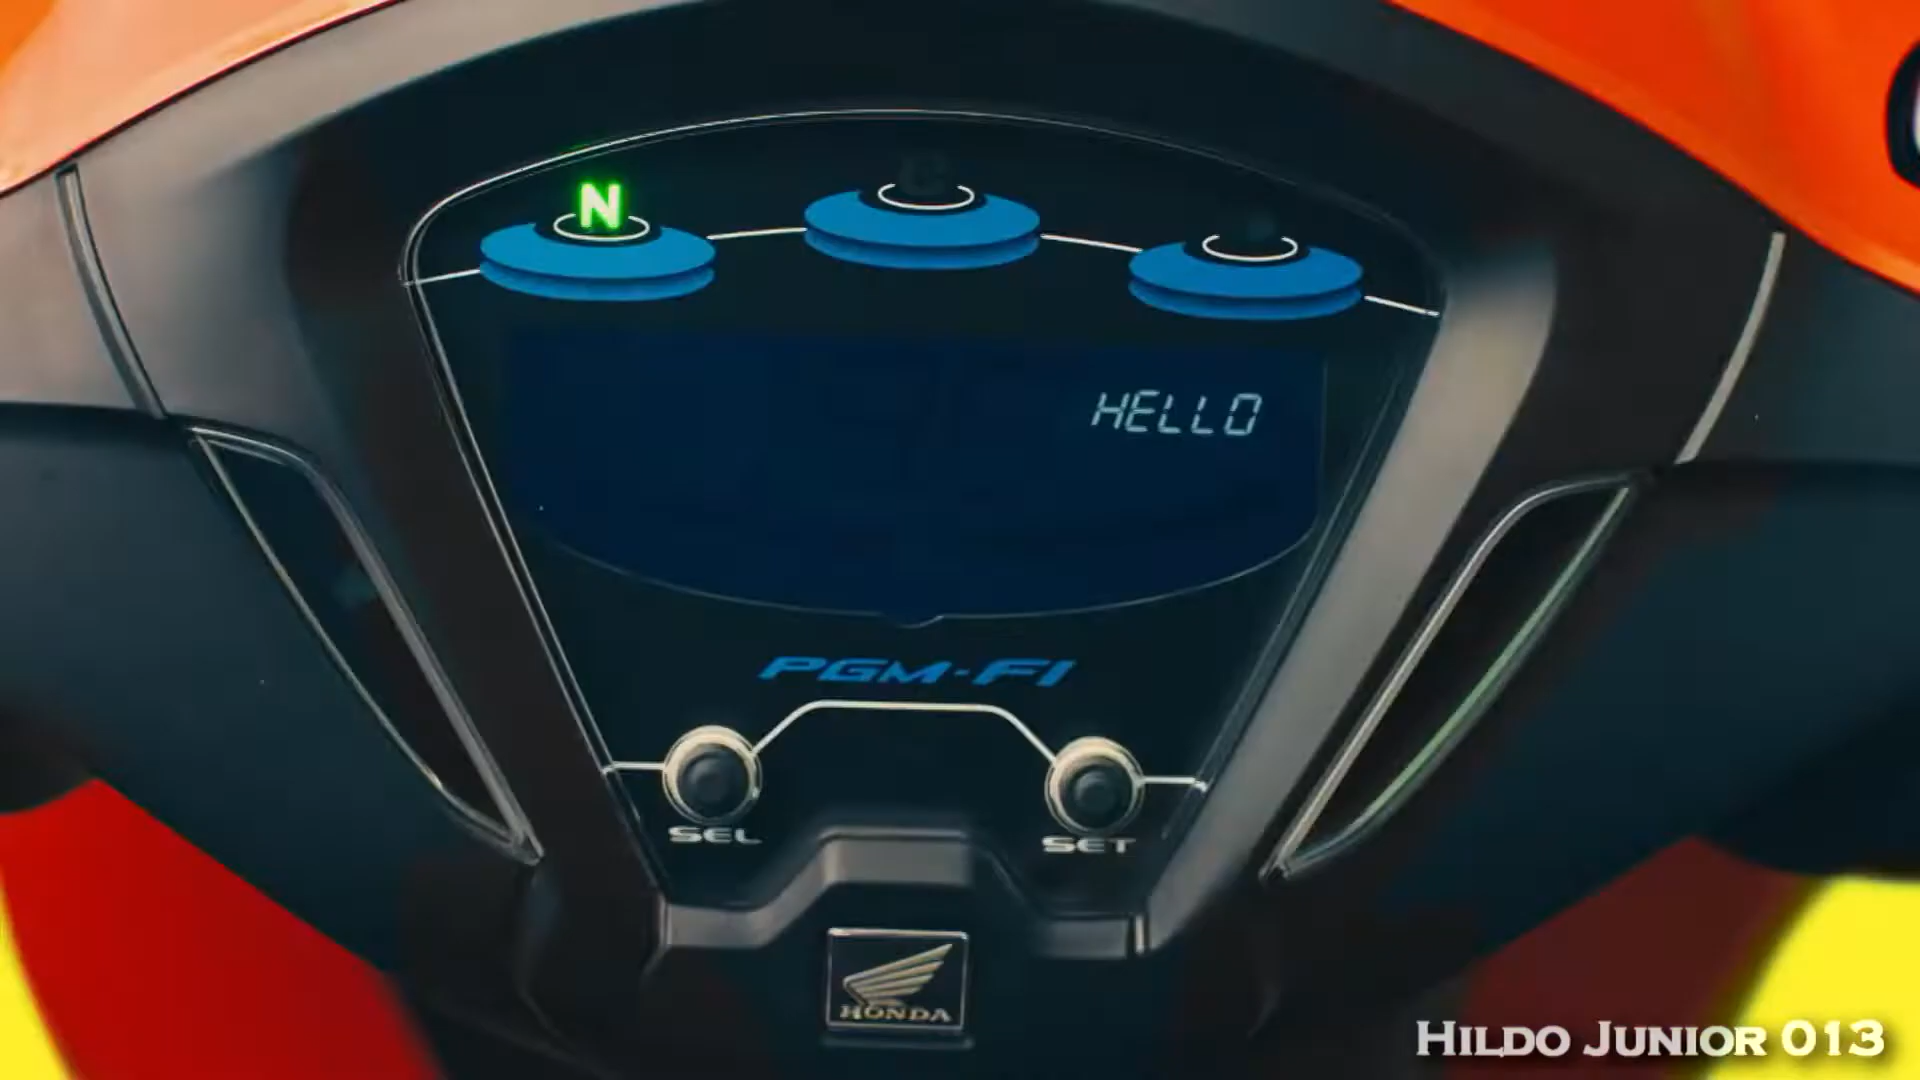 N
HELLO
PGM-FI
SEL
SET
HONDA
HILDO JUNIOR 013